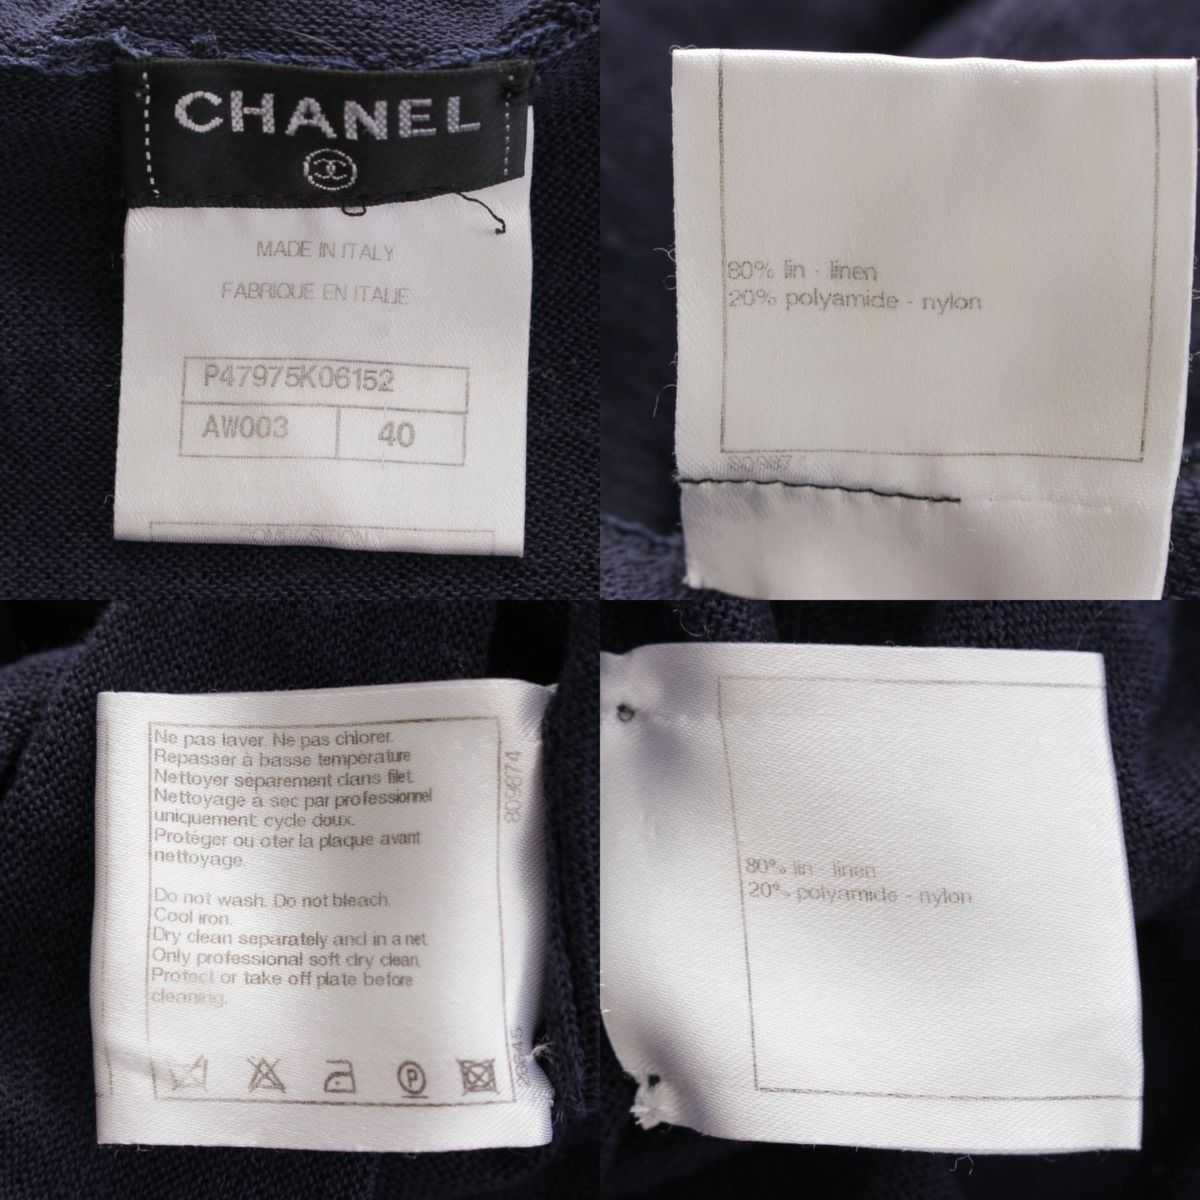 CHANEL
MADE IN ITALY
FABRIQUE EN ITALIE
P47975K06152
AW003 40
80% lin - linen
20% polyamide - nylon
809874
Ne pas laver. Ne pas chlorer.
Repasser à basse temperature
Nettoyer séparement dans filet.
Nettoyage à sec par professionnel
uniquement cycle doux.
Protéger ou oter la plaque avant
nettoyage.
Do not wash. Do not bleach.
Cool iron.
Dry clean separately and in a net.
Only professional soft dry clean.
Protect or take off plate before
cleaning.
809874
P
80% lin - linen
20% polyamide - nylon